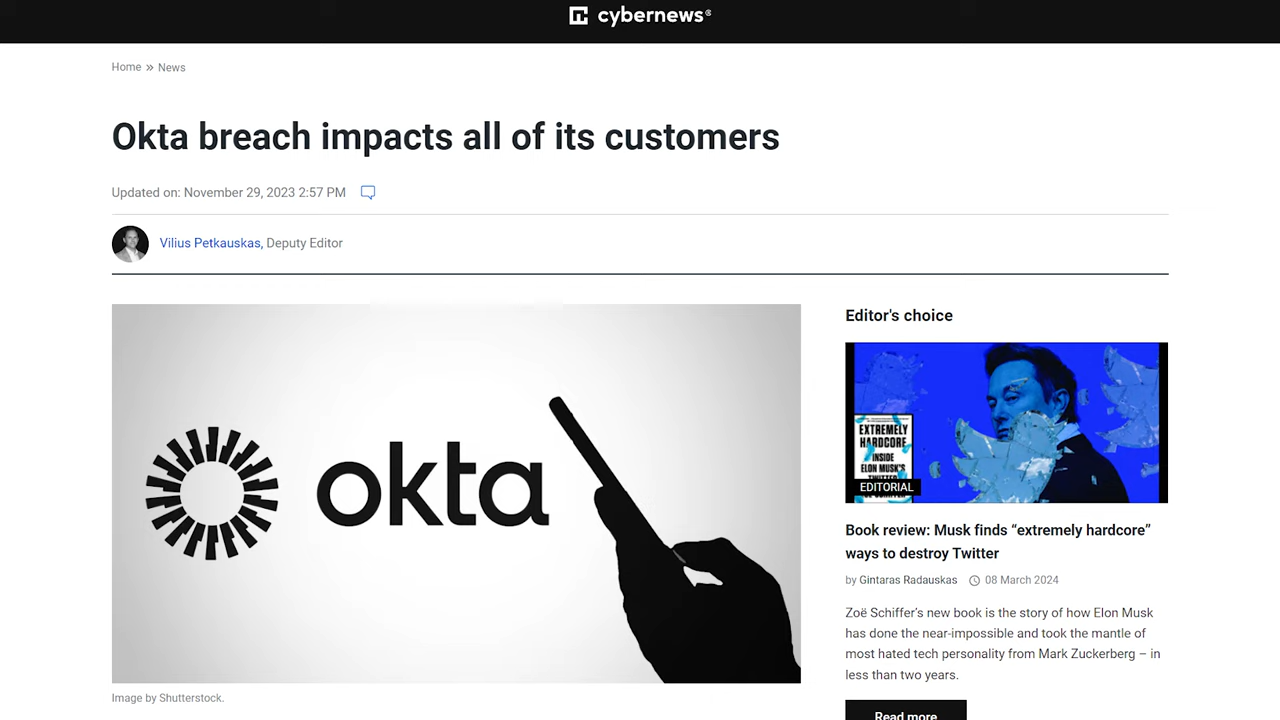 cybernews®
Home » News
Okta breach impacts all of its customers
Updated on: November 29, 2023 2:57 PM
Vilius Petkauskas, Deputy Editor
okta
Image by Shutterstock.
Editor's choice
EXTREMELY
HARDCORE
INSIDE
ELON MUSK'S
EDITORIAL
Book review: Musk finds “extremely hardcore”
ways to destroy Twitter
by Gintaras Radauskas 08 March 2024
Zoë Schiffer’s new book is the story of how Elon Musk
has done the near-impossible and took the mantle of
most hated tech personality from Mark Zuckerberg – in
less than two years.
Read more